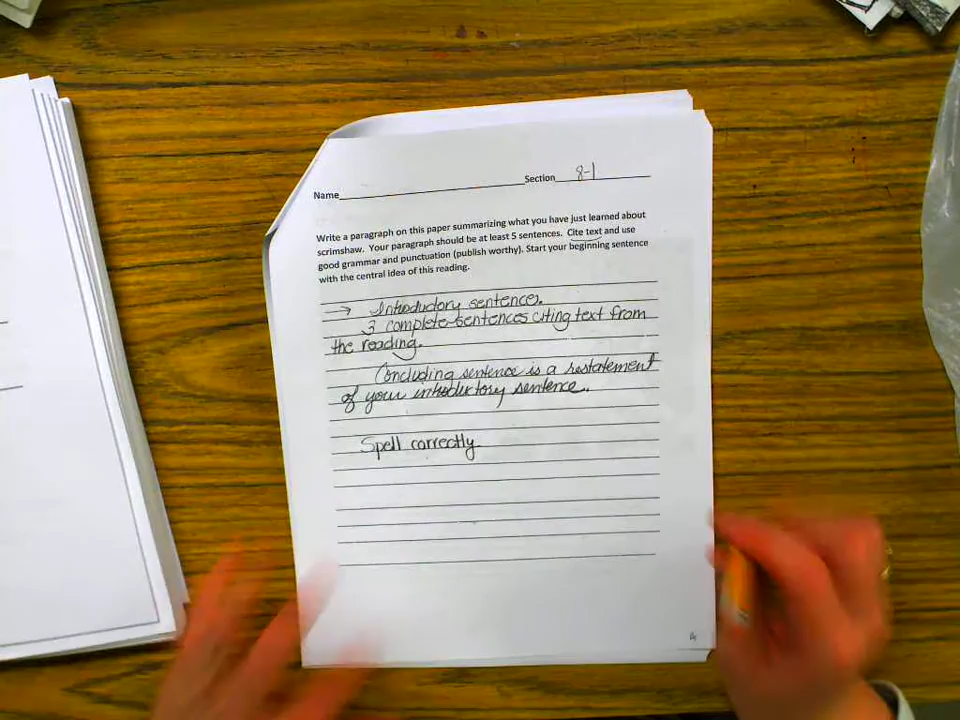 Name Section 8-1
Write a paragraph on this paper summarizing what you have just learned about
scrimshaw. Your paragraph should be at least 5 sentences. Cite text and use
good grammar and punctuation (publish worthy). Start your beginning sentence
with the central idea of this reading.
→ Introductory sentences.
3 complete sentences citing text from
the reading.
Concluding sentence is a restatement
of your introductory sentence.
Spell correctly